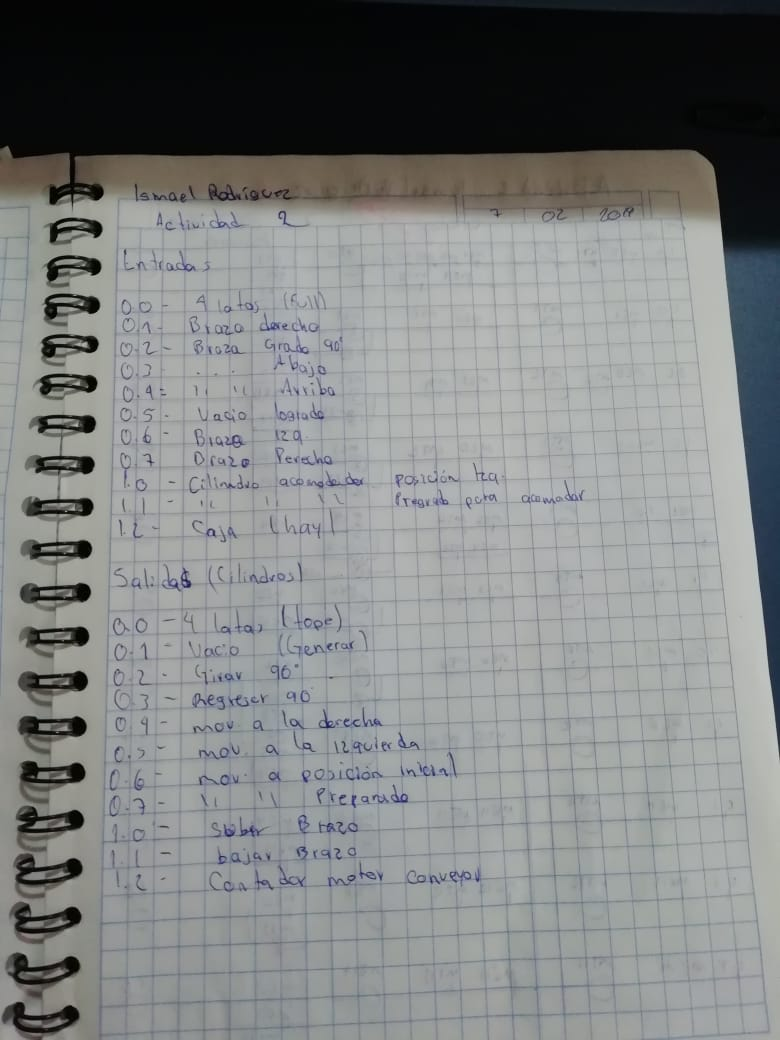 Ismael Rodriguez
Actividad 2
7 02 2019
Entradas
0.0 - 4 latas (full)
0.1 - Brazo derecho
0.2 - Brazo Grado 90°
0.3 . . . Abajo
0.4 = '' '' Arriba
0.5 - Vacio logrado
0.6 - Brazo izq.
0.7 Brazo Derecho
1.0 - Cilindro acomodador posición Izq.
1.1 - '' '' '' para acomodar
1.2 - Caja (hay)
Salidas (Cilindros)
0.0 - 4 latas (tope)
0.1 - Vacio (Generar)
0.2 - Girar 90°
0.3 - Regresar 90°
0.4 - mov a la derecha
0.5 - mov. a la izquierda
0.6 - mov. a posición inicial
0.7 - '' '' Preparado
1.0 - Subir Brazo
1.1 - bajar Brazo
1.2 - Contador motor conveyor